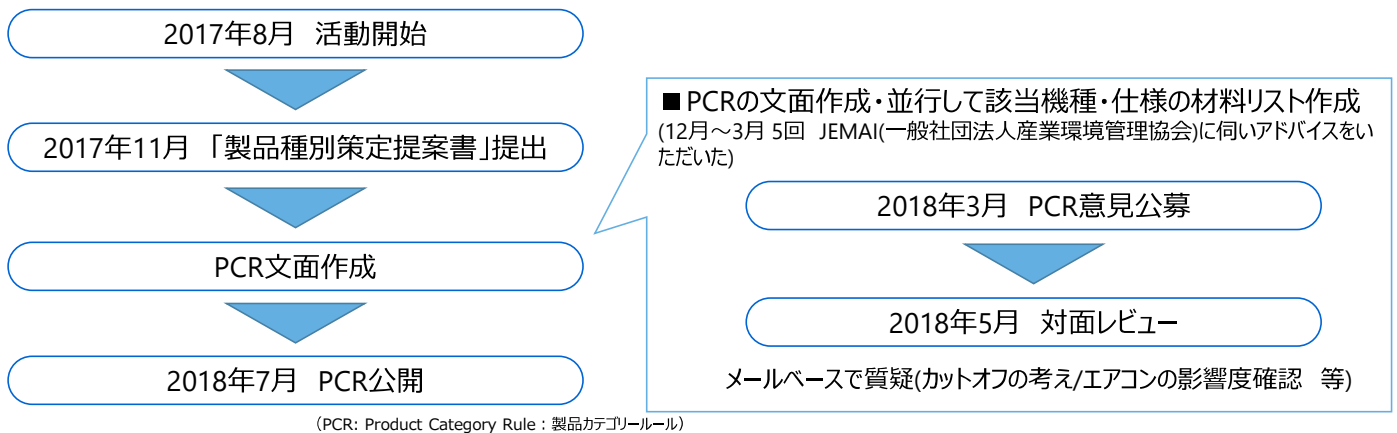 2017年8月　活動開始
2017年11月　「製品種別策定提案書」提出
PCR文面作成
2018年7月　PCR公開
■PCRの文面作成・並行して該当機種・仕様の材料リスト作成
(12月～3月 5回　JEMAI(一般社団法人産業環境管理協会)に伺いアドバイスをい
ただいた)
2018年3月　PCR意見公募
2018年5月　対面レビュー
メールベースで質疑(カットオフの考え/エアコンの影響度確認　等)
（PCR: Product Category Rule：製品カテゴリールール）